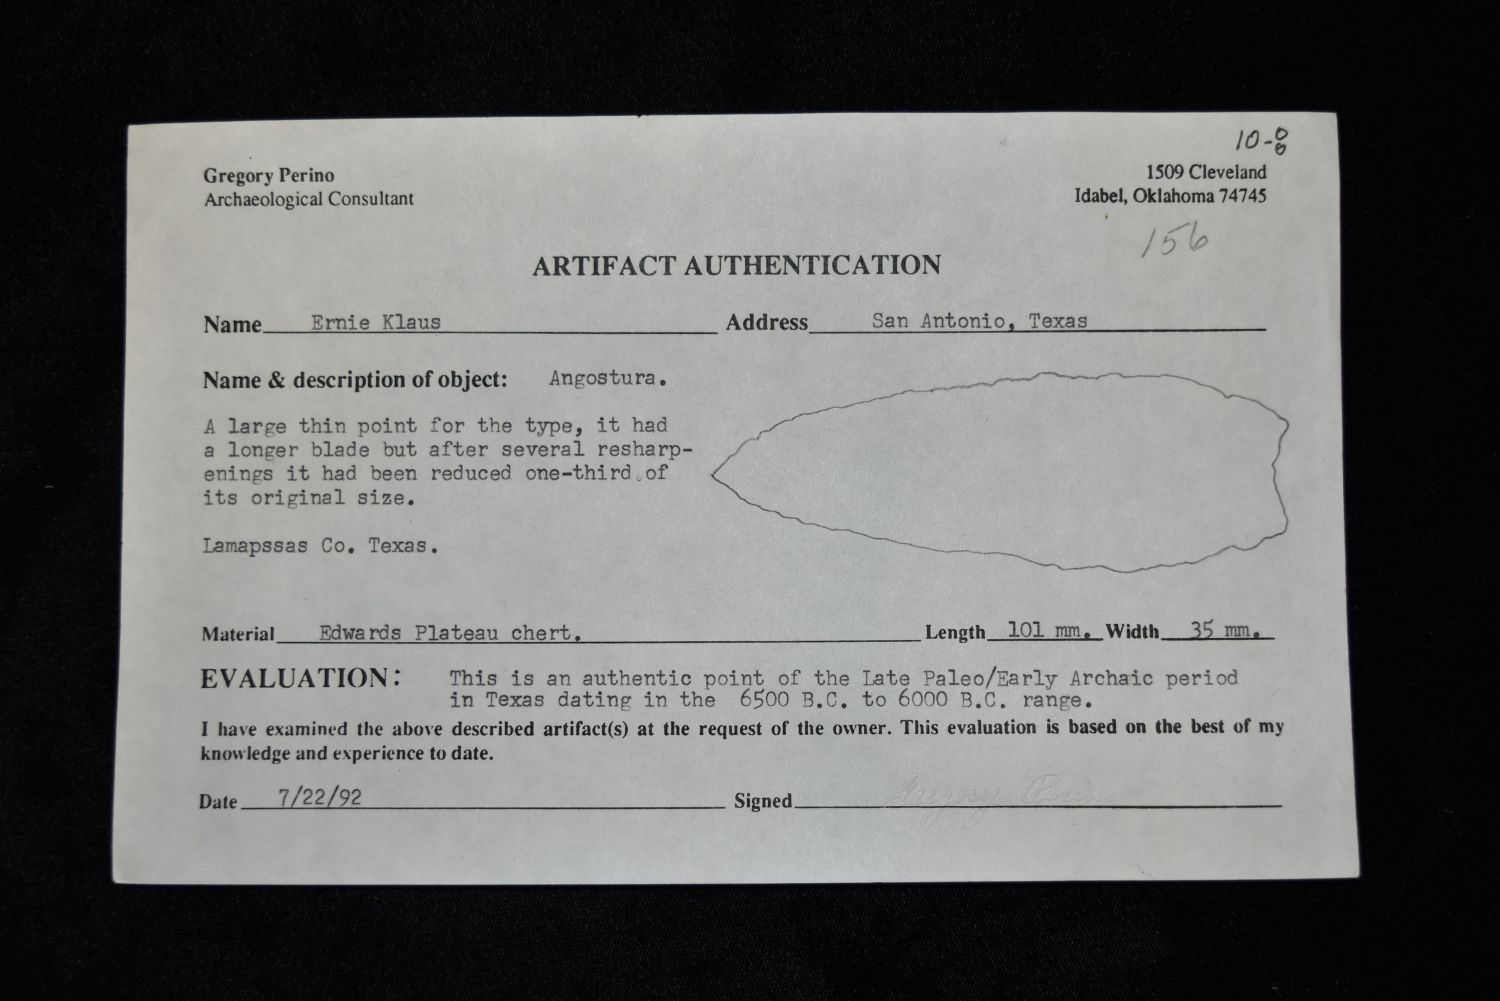 10-8
Gregory Perino
1509 Cleveland
Archaeological Consultant
Idabel, Oklahoma 74745
156
ARTIFACT AUTHENTICATION
Name Ernie Klaus Address San Antonio, Texas
Name & description of object: Angostura.
A large thin point for the type, it had
a longer blade but after several resharp-
enings it had been reduced one-third of
its original size.
Lamapssas Co. Texas.
Material Edwards Plateau chert. Length 101 mm. Width 35 mm.
EVALUATION: This is an authentic point of the Late Paleo/Early Archaic period
in Texas dating in the 6500 B.C. to 6000 B.C. range.
I have examined the above described artifact(s) at the request of the owner. This evaluation is based on the best of my
knowledge and experience to date.
Date 7/22/92 Signed Gregory Perino